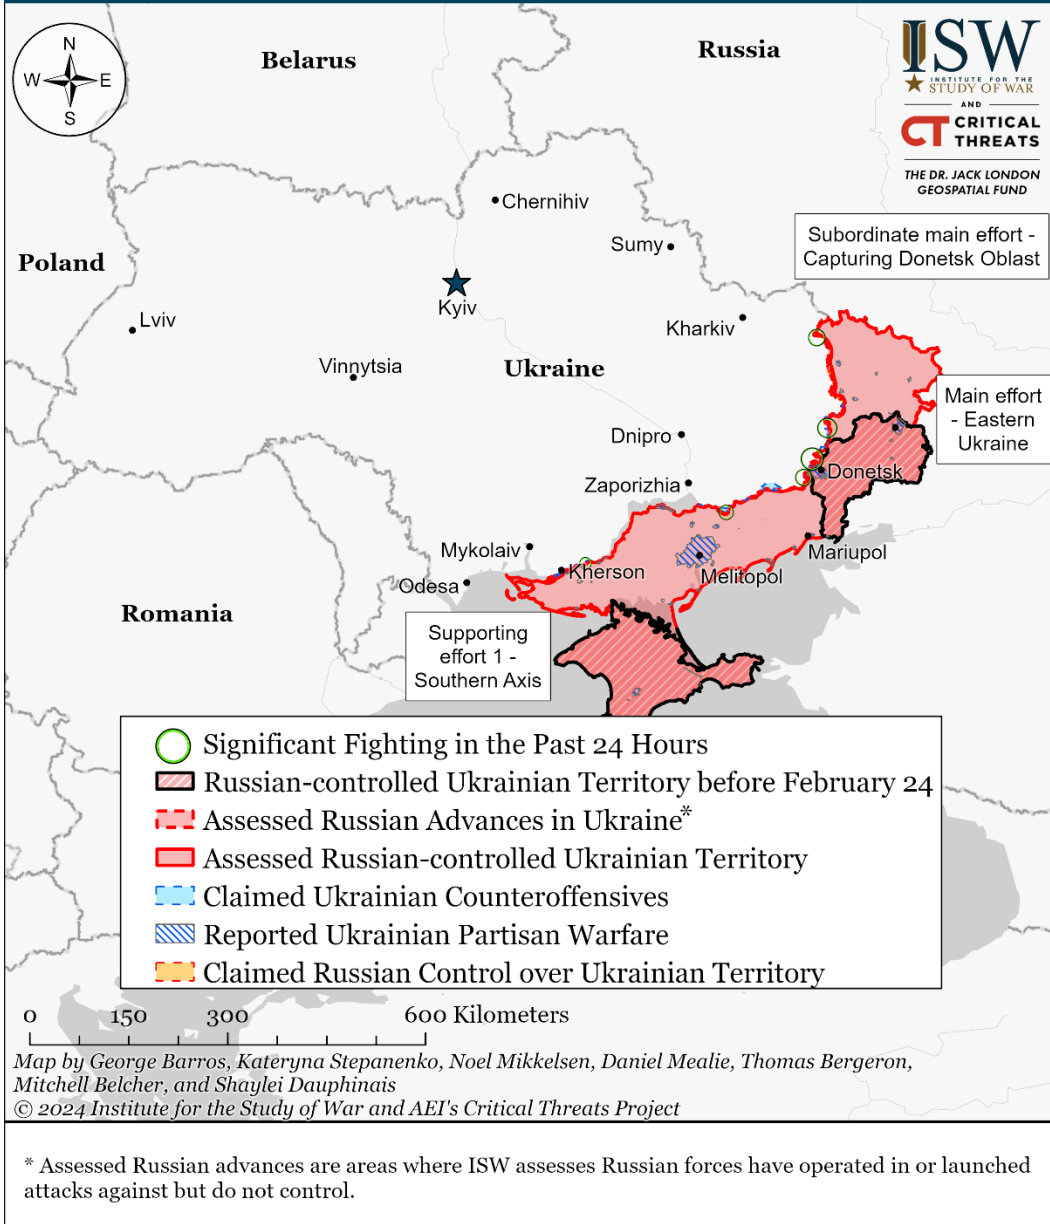 N
W
E
S
Belarus
Russia
ISW
INSTITUTE FOR THE
STUDY OF WAR
AND
CT CRITICAL
THREATS
THE DR. JACK LONDON
GEOSPATIAL FUND
Chernihiv
Sumy
Subordinate main effort -
Capturing Donetsk Oblast
Poland
Kyiv
Lviv
Kharkiv
Vinnytsia
Ukraine
Main effort
- Eastern
Ukraine
Dnipro
Donetsk
Zaporizhia
Mykolaiv
Mariupol
Kherson
Melitopol
Odesa
Romania
Supporting
effort 1 -
Southern Axis
Significant Fighting in the Past 24 Hours
Russian-controlled Ukrainian Territory before February 24
Assessed Russian Advances in Ukraine*
Assessed Russian-controlled Ukrainian Territory
Claimed Ukrainian Counteroffensives
Reported Ukrainian Partisan Warfare
Claimed Russian Control over Ukrainian Territory
0 150 300 600 Kilometers
Map by George Barros, Kateryna Stepanenko, Noel Mikkelsen, Daniel Mealie, Thomas Bergeron,
Mitchell Belcher, and Shaylei Dauphinais
© 2024 Institute for the Study of War and AEI's Critical Threats Project
* Assessed Russian advances are areas where ISW assesses Russian forces have operated in or launched
attacks against but do not control.